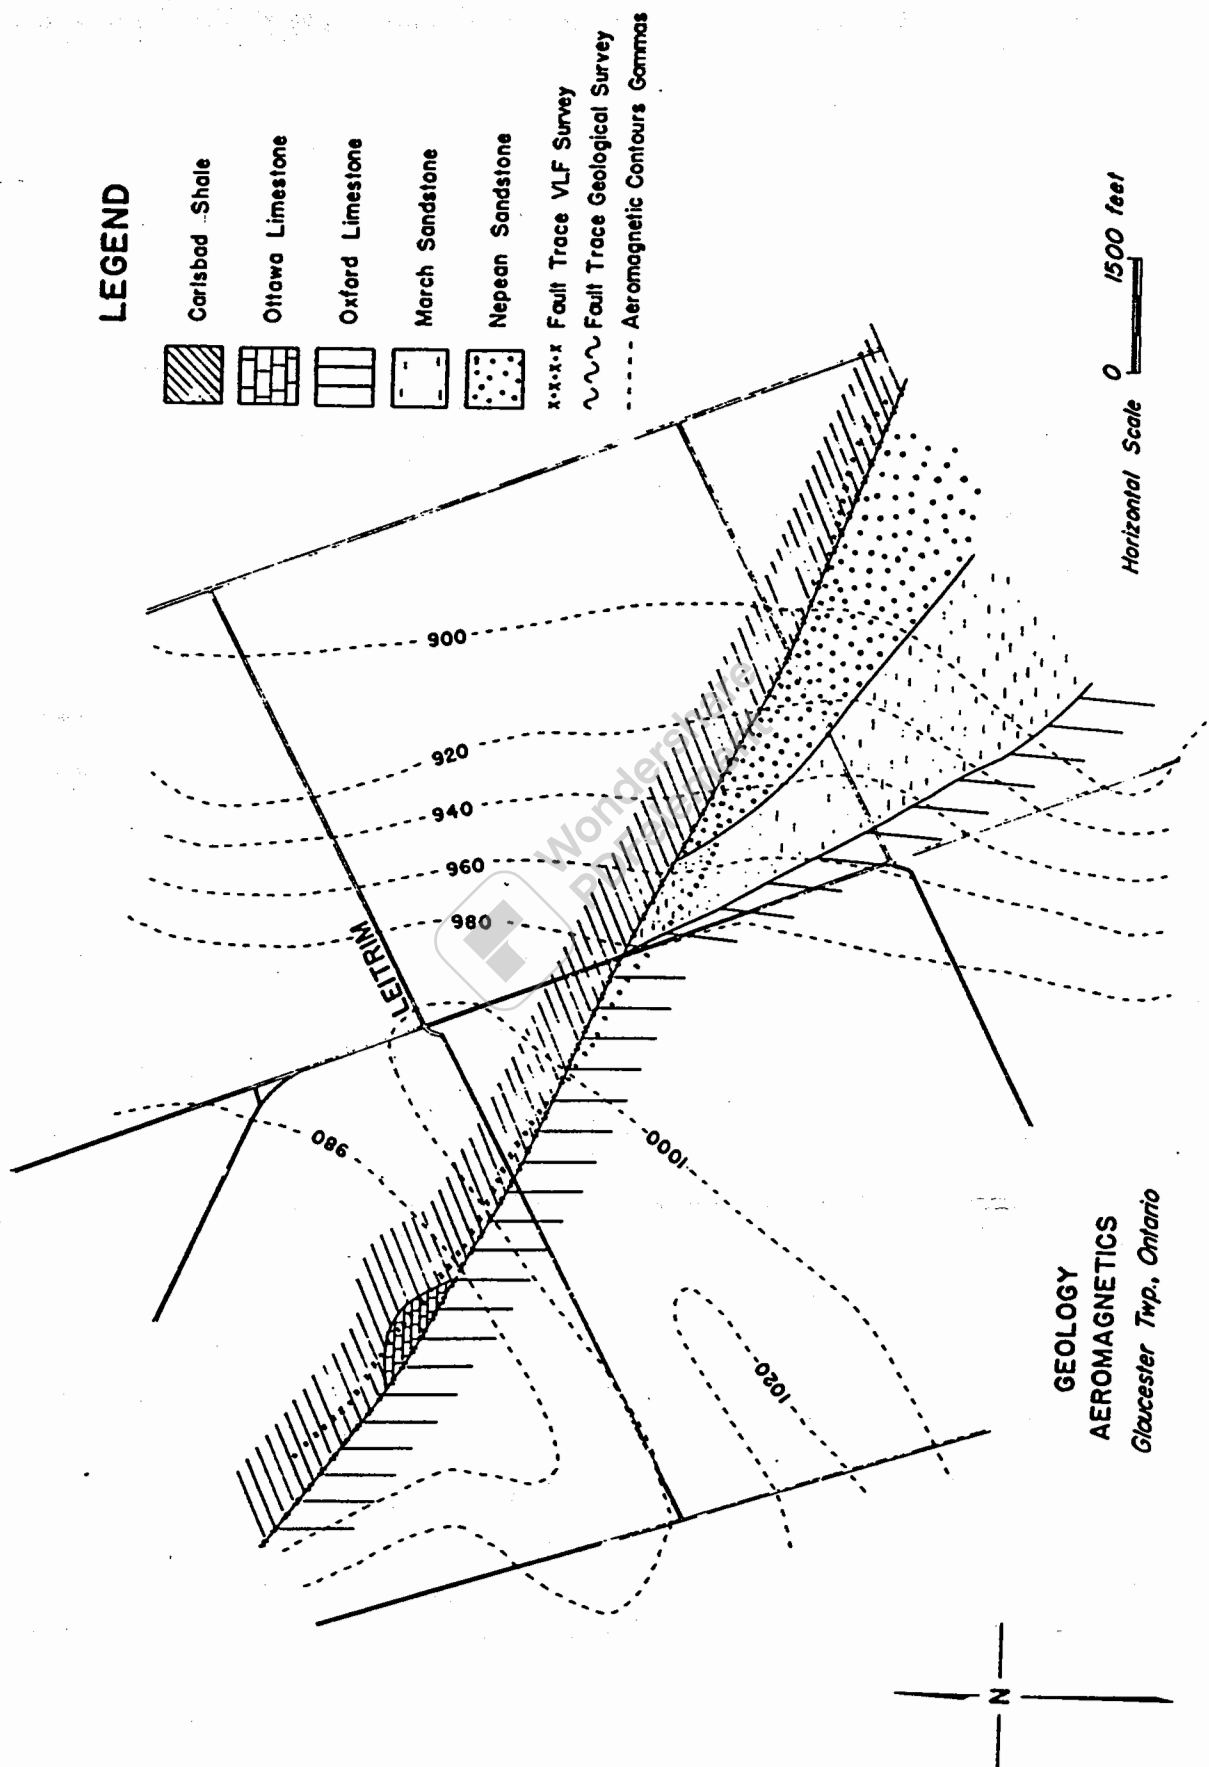 LEGEND
Carlsbad Shale
Ottawa Limestone
Oxford Limestone
March Sandstone
Nepean Sandstone
x·x·x·x Fault Trace VLF Survey
Fault Trace Geological Survey
---- Aeromagnetic Contours Gammas
900
920
940
960
980
LEITRIM
980
1000
1020
Wondershare
PDFelement
0 1500 feet
Horizontal Scale
GEOLOGY
AEROMAGNETICS
Gloucester Twp., Ontario
N